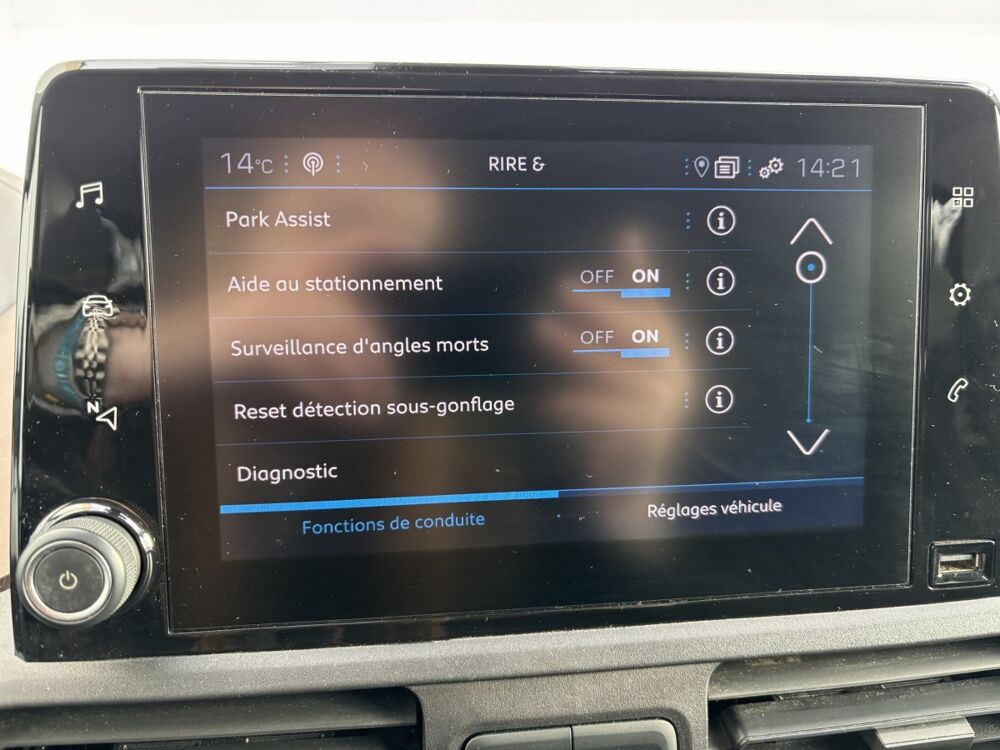 14°C RIRE & 14:21
Park Assist
Aide au stationnement OFF ON
Surveillance d'angles morts OFF ON
Reset détection sous-gonflage
Diagnostic
Fonctions de conduite Réglages véhicule
N